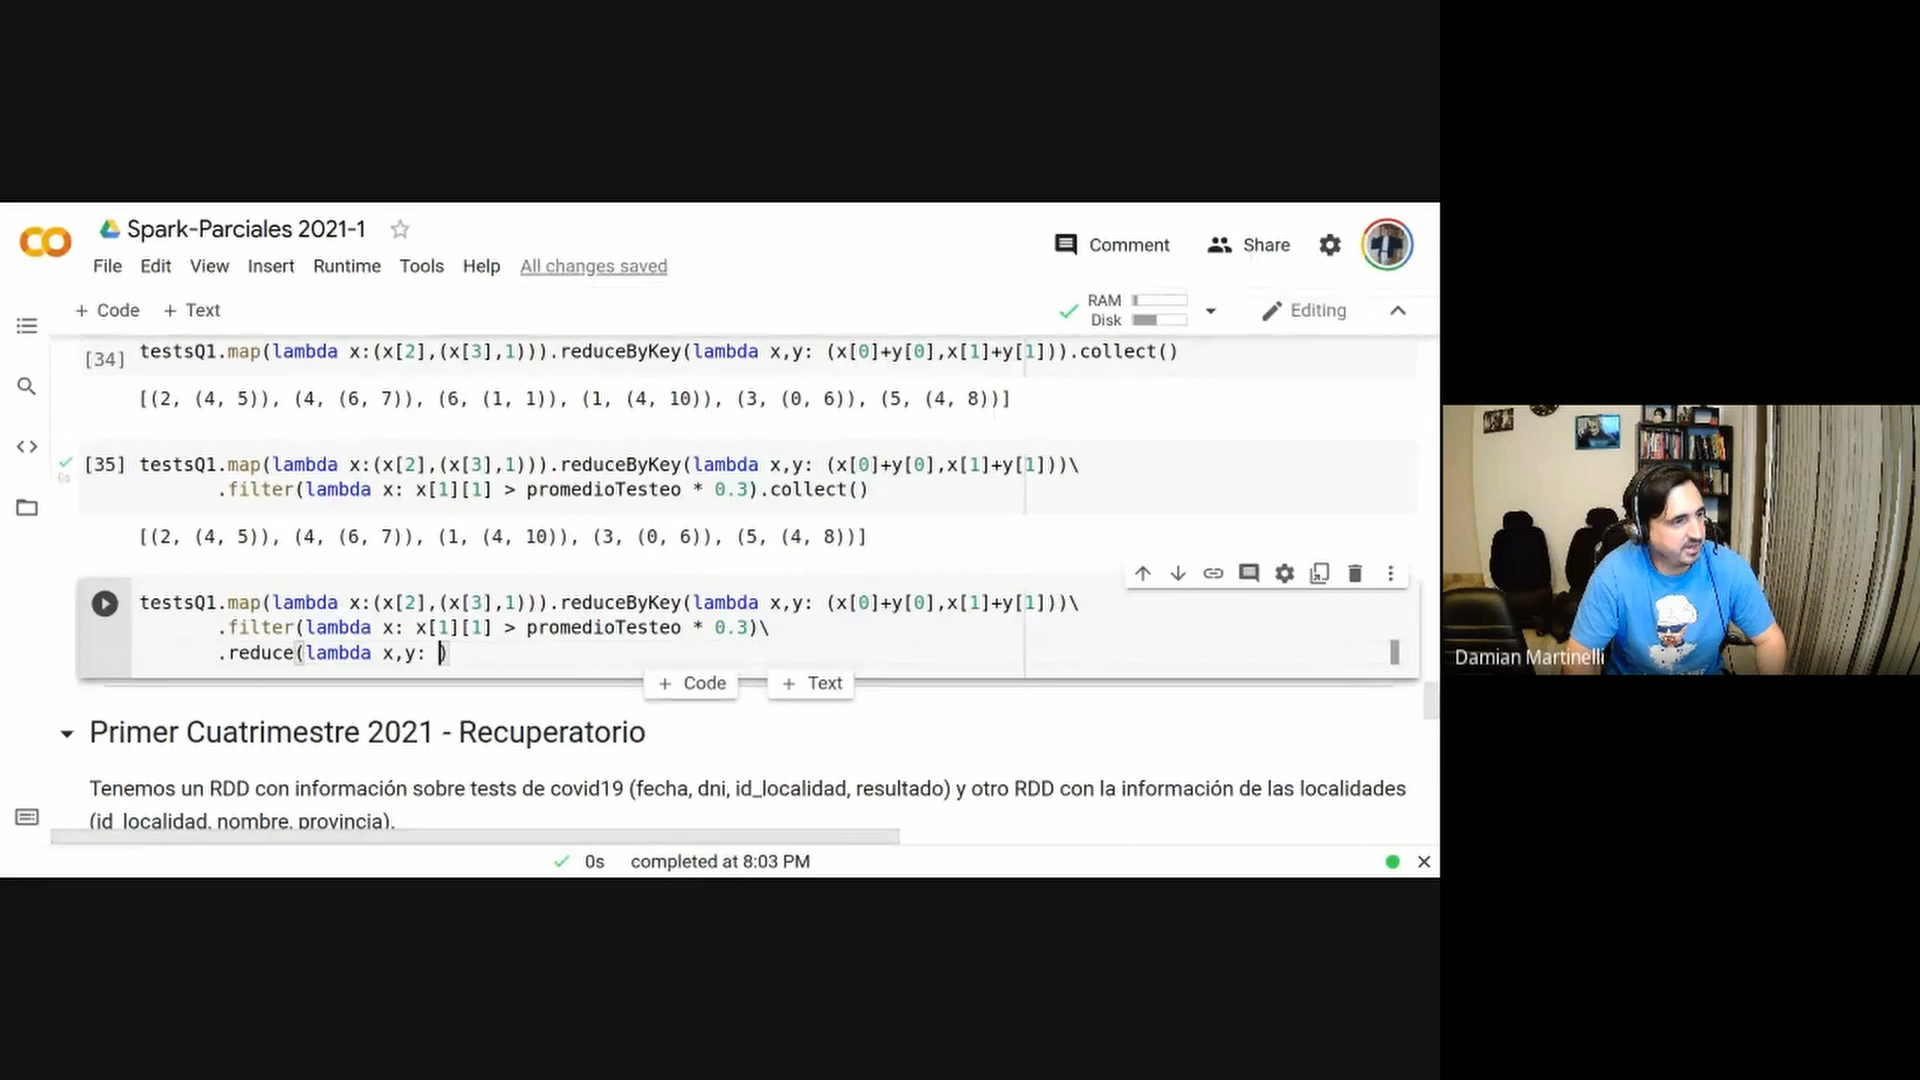 Spark-Parciales 2021-1
Comment
Share
File Edit View Insert Runtime Tools Help All changes saved
+ Code + Text
RAM
Disk
Editing
[34] testsQ1.map(lambda x:(x[2],(x[3],1))).reduceByKey(lambda x,y: (x[0]+y[0],x[1]+y[1])).collect()
[(2, (4, 5)), (4, (6, 7)), (6, (1, 1)), (1, (4, 10)), (3, (0, 6)), (5, (4, 8))]
[35] testsQ1.map(lambda x:(x[2],(x[3],1))).reduceByKey(lambda x,y: (x[0]+y[0],x[1]+y[1]))\
.filter(lambda x: x[1][1] > promedioTesteo * 0.3).collect()
0s
[(2, (4, 5)), (4, (6, 7)), (1, (4, 10)), (3, (0, 6)), (5, (4, 8))]
testsQ1.map(lambda x:(x[2],(x[3],1))).reduceByKey(lambda x,y: (x[0]+y[0],x[1]+y[1]))\
.filter(lambda x: x[1][1] > promedioTesteo * 0.3)\
.reduce(lambda x,y: )
+ Code + Text
Primer Cuatrimestre 2021 - Recuperatorio
Tenemos un RDD con información sobre tests de covid19 (fecha, dni, id_localidad, resultado) y otro RDD con la información de las localidades
(id_localidad, nombre, provincia).
0s completed at 8:03 PM
Damian Martinelli